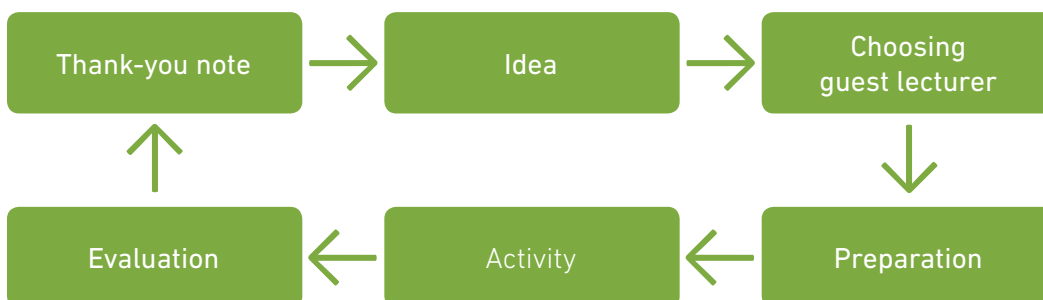 Thank-you note
Idea
Choosing
guest lecturer
Evaluation
Activity
Preparation